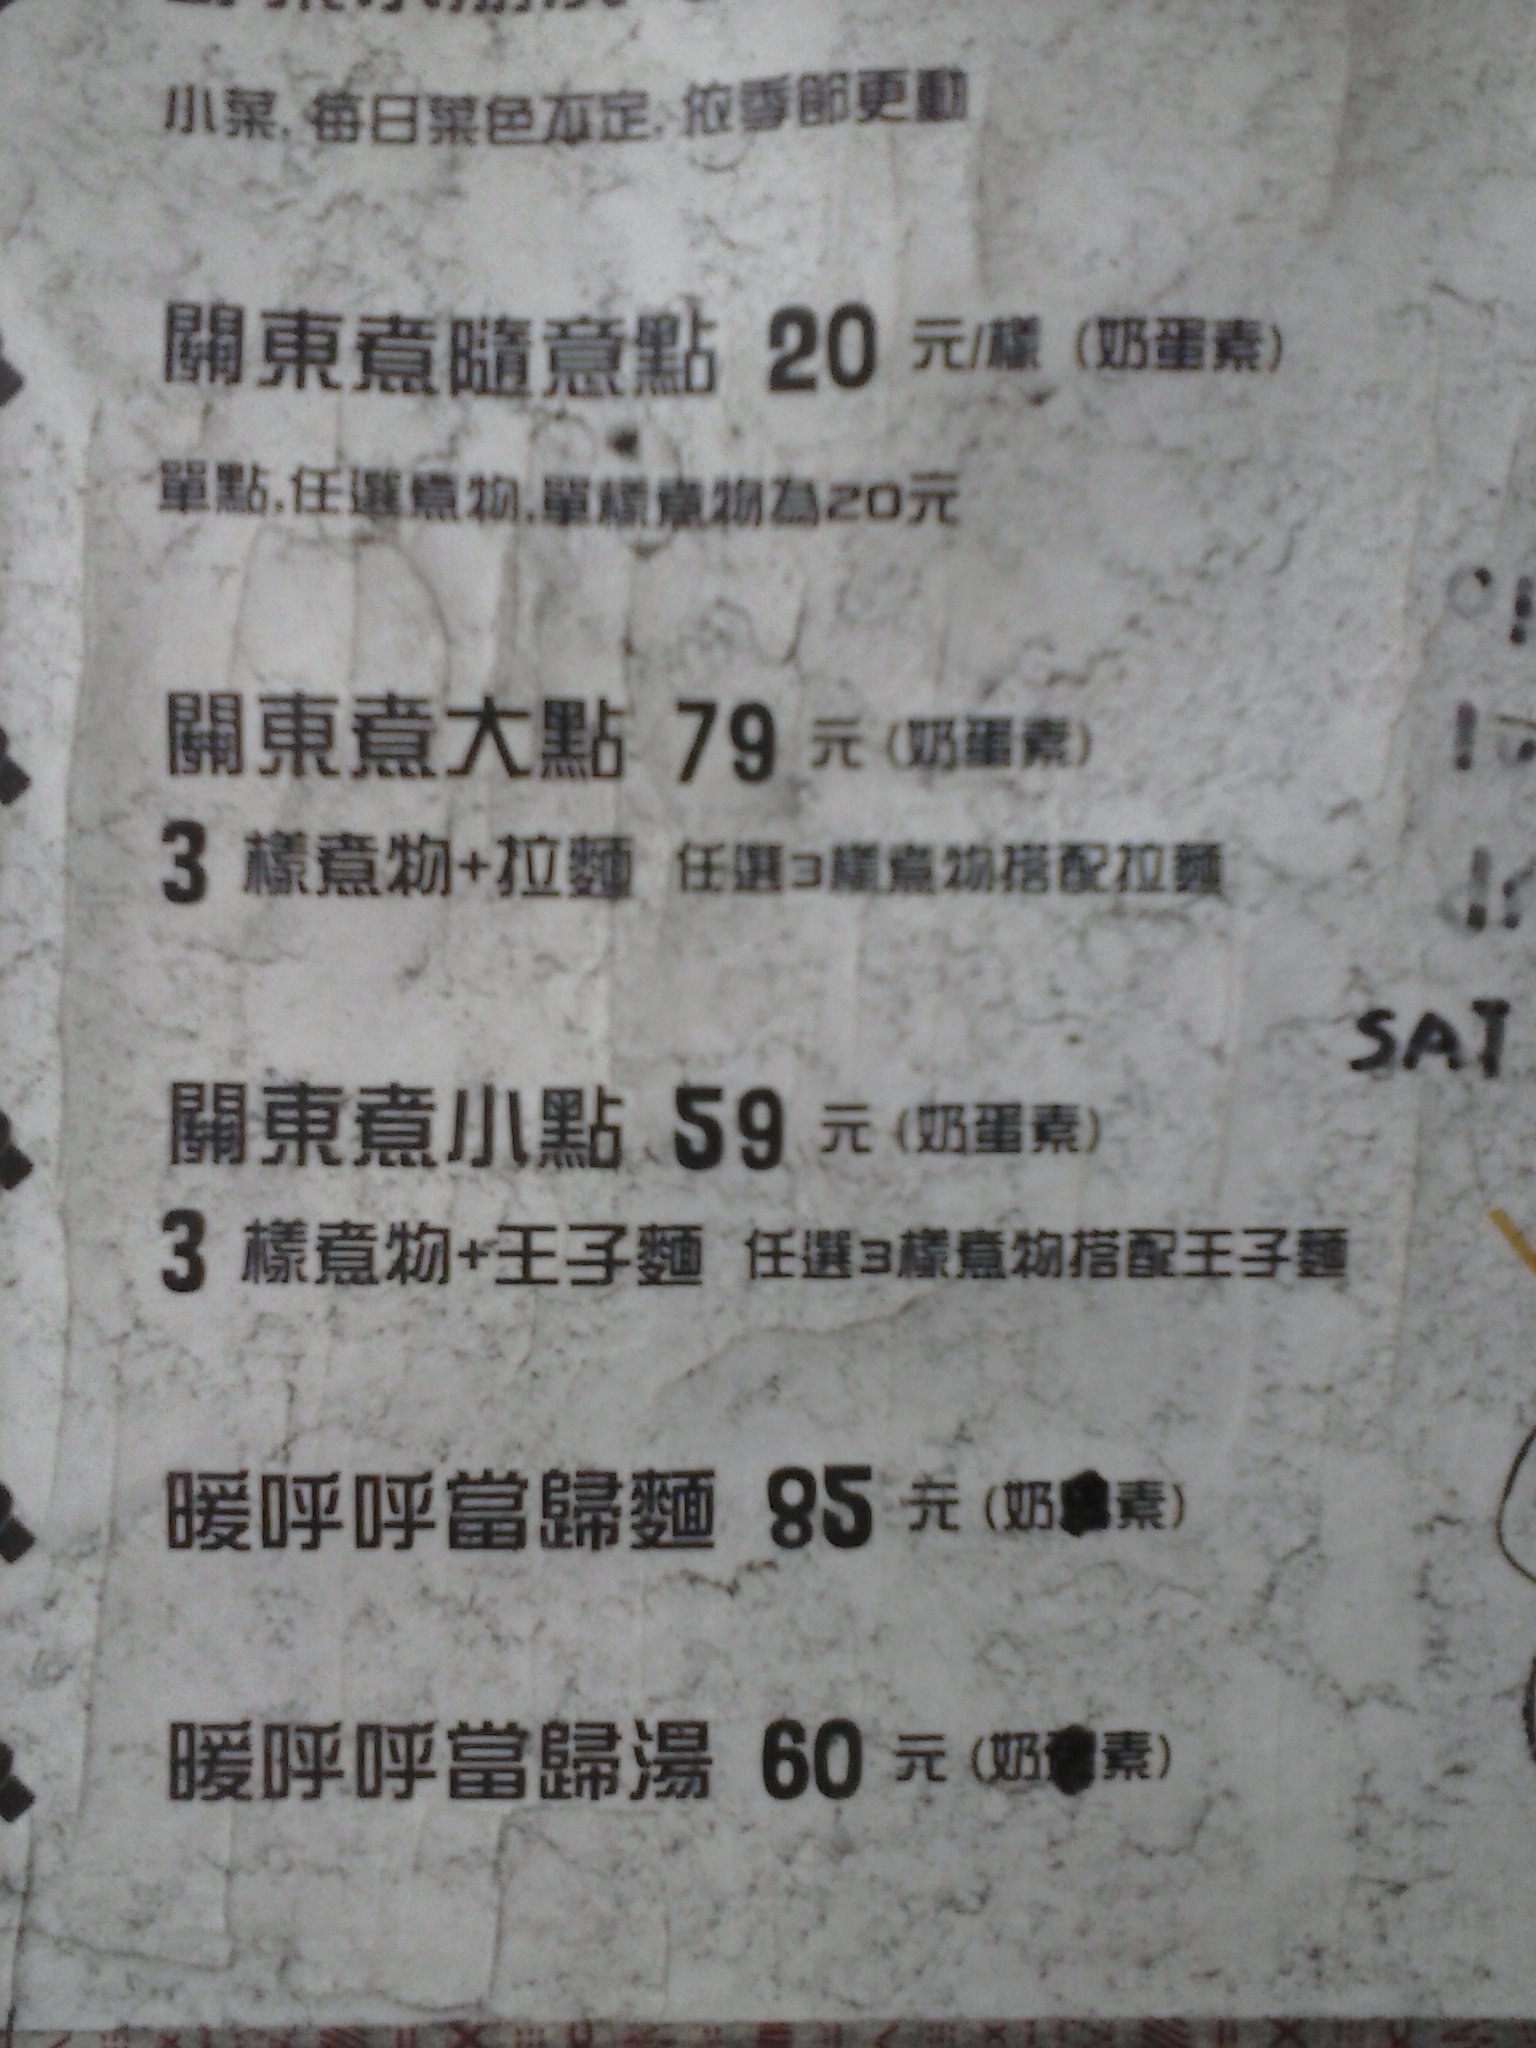 小菜,每日菜色不定,依季節更動
關東煮隨意點 20 元/樣 (奶蛋素)
單點,任選煮物,單樣煮物為20元
關東煮大點 79 元 (奶蛋素)
3 樣煮物+拉麵 任選3樣煮物搭配拉麵
SAT
關東煮小點 59 元 (奶蛋素)
3 樣煮物+王子麵 任選3樣煮物搭配王子麵
暖呼呼當歸麵 85 元 (奶素)
暖呼呼當歸湯 60 元 (奶素)